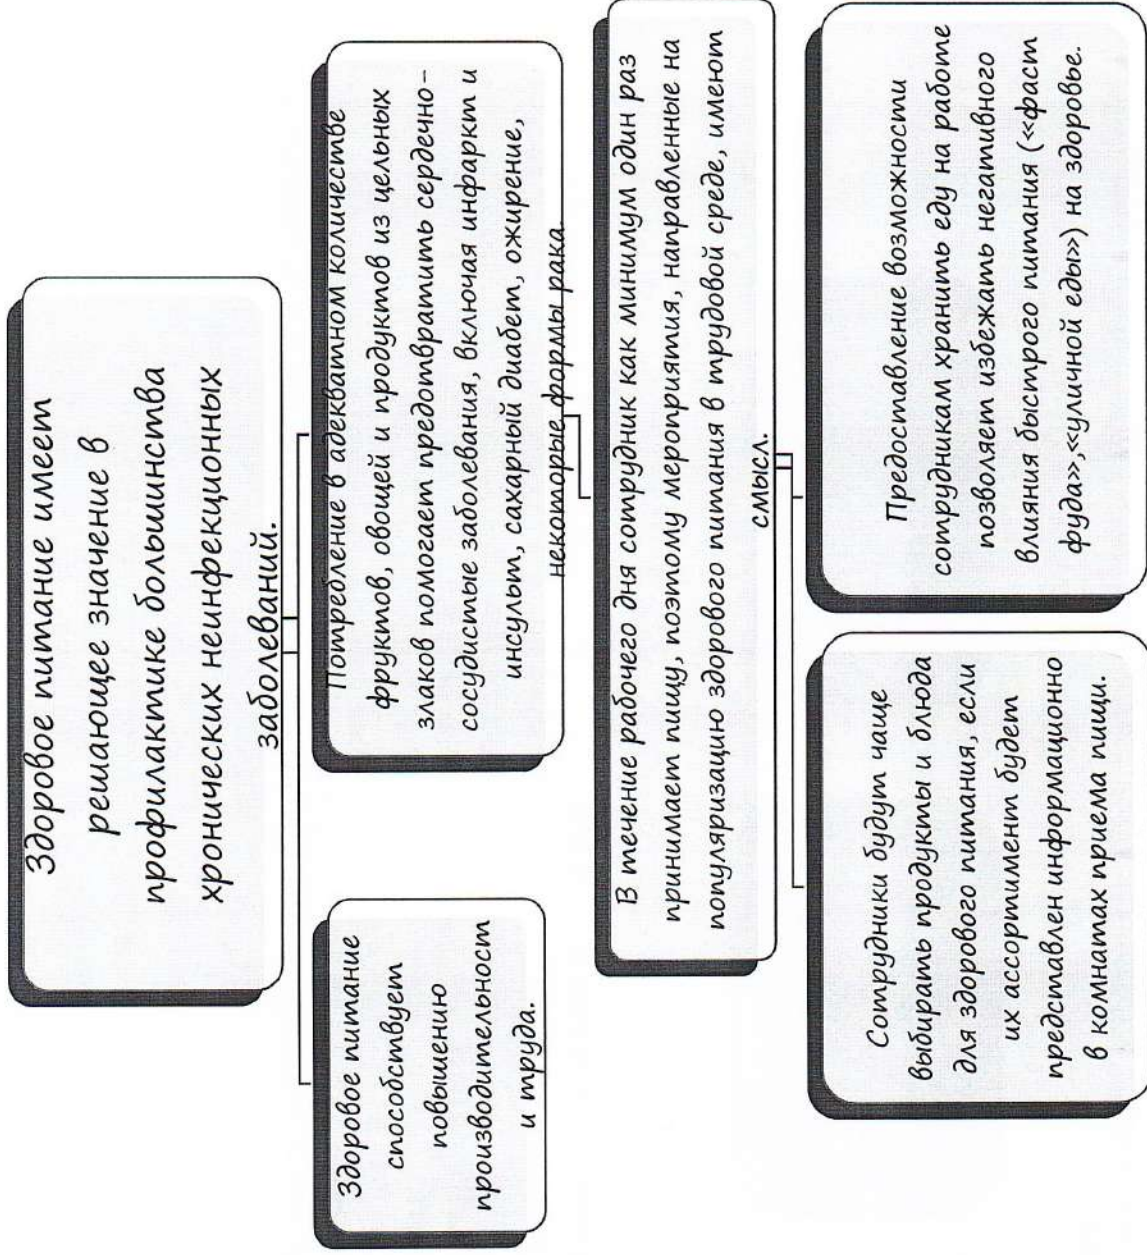 Здоровое питание имеет
решающее значение в
профилактике большинства
хронических неинфекционных
заболеваний.
Здоровое питание
способствует
повышению
производительност
и труда.
Потребление в адекватном количестве
фруктов, овощей и продуктов из цельных
злаков помогает предотвратить сердечно-
сосудистые заболевания, включая инфаркт и
инсульт, сахарный диабет, ожирение,
некоторые формы рака.
В течение рабочего дня сотрудник как минимум один раз
принимает пищу, поэтому мероприятия, направленные на
популяризацию здорового питания в трудовой среде, имеют
смысл.
Сотрудники будут чаще
выбирать продукты и блюда
для здорового питания, если
их ассортимент будет
представлен информационно
в комнатах приема пищи.
Предоставление возможности
сотрудникам хранить еду на работе
позволяет избежать негативного
влияния быстрого питания («фаст
фуда»,«уличной еды») на здоровье.